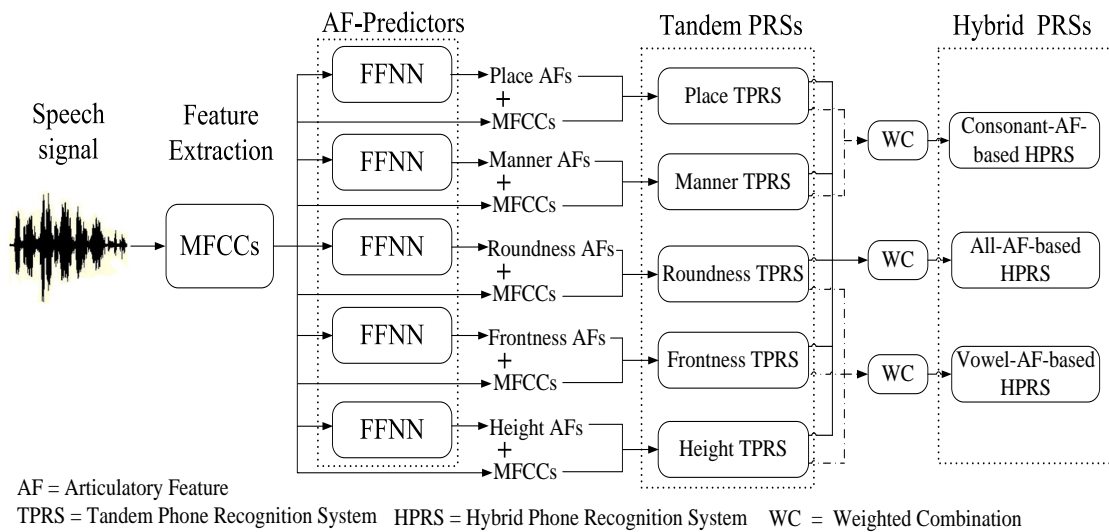 AF-Predictors
Tandem PRSs
Hybrid PRSs
Speech
signal
Feature
Extraction
MFCCs
FFNN
Place AFs
+
MFCCs
FFNN
Manner AFs
+
MFCCs
FFNN
Roundness AFs
+
MFCCs
FFNN
Frontness AFs
+
MFCCs
FFNN
Height AFs
+
MFCCs
Place TPRS
Manner TPRS
Roundness TPRS
Frontness TPRS
Height TPRS
WC
WC
WC
Consonant-AF-
based HPRS
All-AF-based
HPRS
Vowel-AF-based
HPRS
AF = Articulatory Feature
TPRS = Tandem Phone Recognition System HPRS = Hybrid Phone Recognition System WC = Weighted Combination